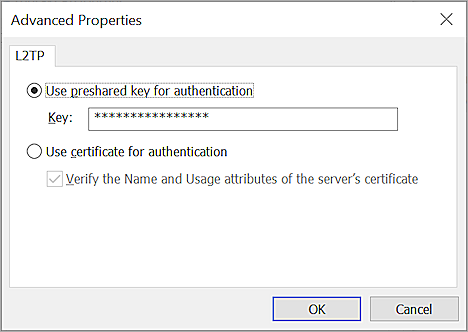 Advanced Properties
L2TP
Use preshared key for authentication
Key: ****************
Use certificate for authentication
Verify the Name and Usage attributes of the server's certificate
OK Cancel